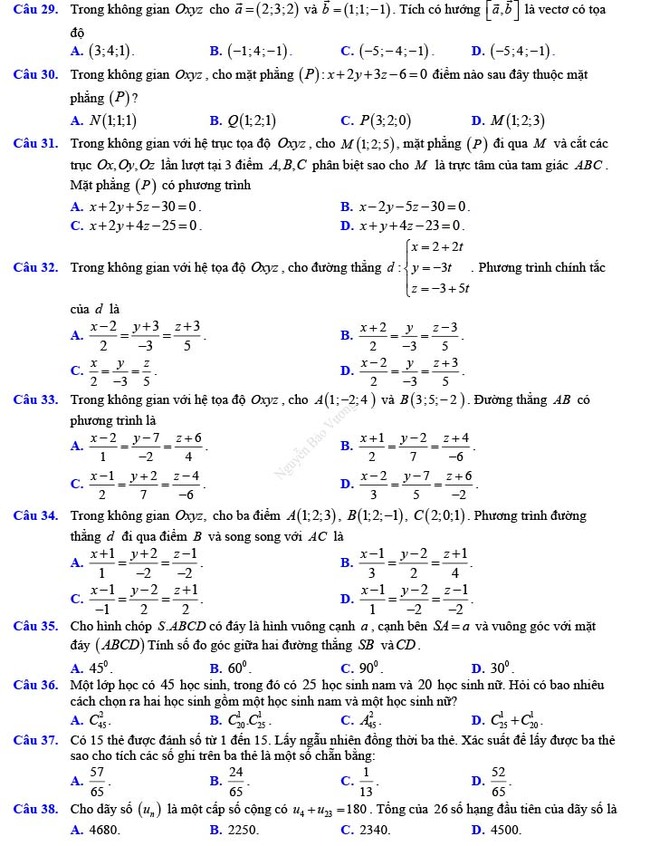 Câu 29. Trong không gian Oxyz cho a⃗ = (2;3;2) và b⃗ = (1;1;−1). Tích có hướng [a⃗, b⃗] là vectơ có tọa
độ
A. (3;4;1). B. (−1;4;−1). C. (−5;−4;−1). D. (−5;4;−1).
Câu 30. Trong không gian Oxyz, cho mặt phẳng (P): x+2y+3z−6=0 điểm nào sau đây thuộc mặt
phẳng (P)?
A. N(1;1;1) B. Q(1;2;1) C. P(3;2;0) D. M(1;2;3)
Câu 31. Trong không gian với hệ trục tọa độ Oxyz, cho M(1;2;5), mặt phẳng (P) đi qua M và cắt các
trục Ox, Oy, Oz lần lượt tại 3 điểm A, B, C phân biệt sao cho M là trực tâm của tam giác ABC.
Mặt phẳng (P) có phương trình
A. x+2y+5z−30=0. B. x−2y−5z−30=0.
C. x+2y+4z−25=0. D. x+y+4z−23=0.
Câu 32. Trong không gian với hệ tọa độ Oxyz, cho đường thẳng d: {x=2+2t; y=−3t; z=−3+5t. Phương trình chính tắc
của d là
A. (x−2)/2 = (y+3)/−3 = (z+3)/5. B. (x+2)/2 = y/−3 = (z−3)/5.
C. x/2 = y/−3 = z/5. D. (x−2)/2 = y/−3 = (z+3)/5.
Câu 33. Trong không gian với hệ tọa độ Oxyz, cho A(1;−2;4) và B(3;5;−2). Đường thẳng AB có
phương trình là
A. (x−2)/1 = (y−7)/−2 = (z+6)/4. B. (x+1)/2 = (y−2)/7 = (z+4)/−6.
C. (x−1)/2 = (y+2)/7 = (z−4)/−6. D. (x−2)/3 = (y−7)/5 = (z+6)/−2.
Nguyễn Bảo Vương
Câu 34. Trong không gian Oxyz, cho ba điểm A(1;2;3), B(1;2;−1), C(2;0;1). Phương trình đường
thẳng d đi qua điểm B và song song với AC là
A. (x+1)/1 = (y+2)/−2 = (z−1)/−2. B. (x−1)/3 = (y−2)/2 = (z+1)/4.
C. (x−1)/−1 = (y−2)/2 = (z+1)/2. D. (x−1)/1 = (y−2)/−2 = (z−1)/−2.
Câu 35. Cho hình chóp S.ABCD có đáy là hình vuông cạnh a, cạnh bên SA = a và vuông góc với mặt
đáy (ABCD) Tính số đo góc giữa hai đường thẳng SB và CD.
A. 45⁰. B. 60⁰. C. 90⁰. D. 30⁰.
Câu 36. Một lớp học có 45 học sinh, trong đó có 25 học sinh nam và 20 học sinh nữ. Hỏi có bao nhiêu
cách chọn ra hai học sinh gồm một học sinh nam và một học sinh nữ?
A. C²₄₅. B. C¹₂₀.C¹₂₅. C. A²₄₅. D. C¹₂₅+C¹₂₀.
Câu 37. Có 15 thẻ được đánh số từ 1 đến 15. Lấy ngẫu nhiên đồng thời ba thẻ. Xác suất để lấy được ba thẻ
sao cho tích các số ghi trên ba thẻ là một số chẵn bằng:
A. 57/65. B. 24/65. C. 1/13. D. 52/65.
Câu 38. Cho dãy số (uₙ) là một cấp số cộng có u₄+u₂₃=180. Tổng của 26 số hạng đầu tiên của dãy số là
A. 4680. B. 2250. C. 2340. D. 4500.